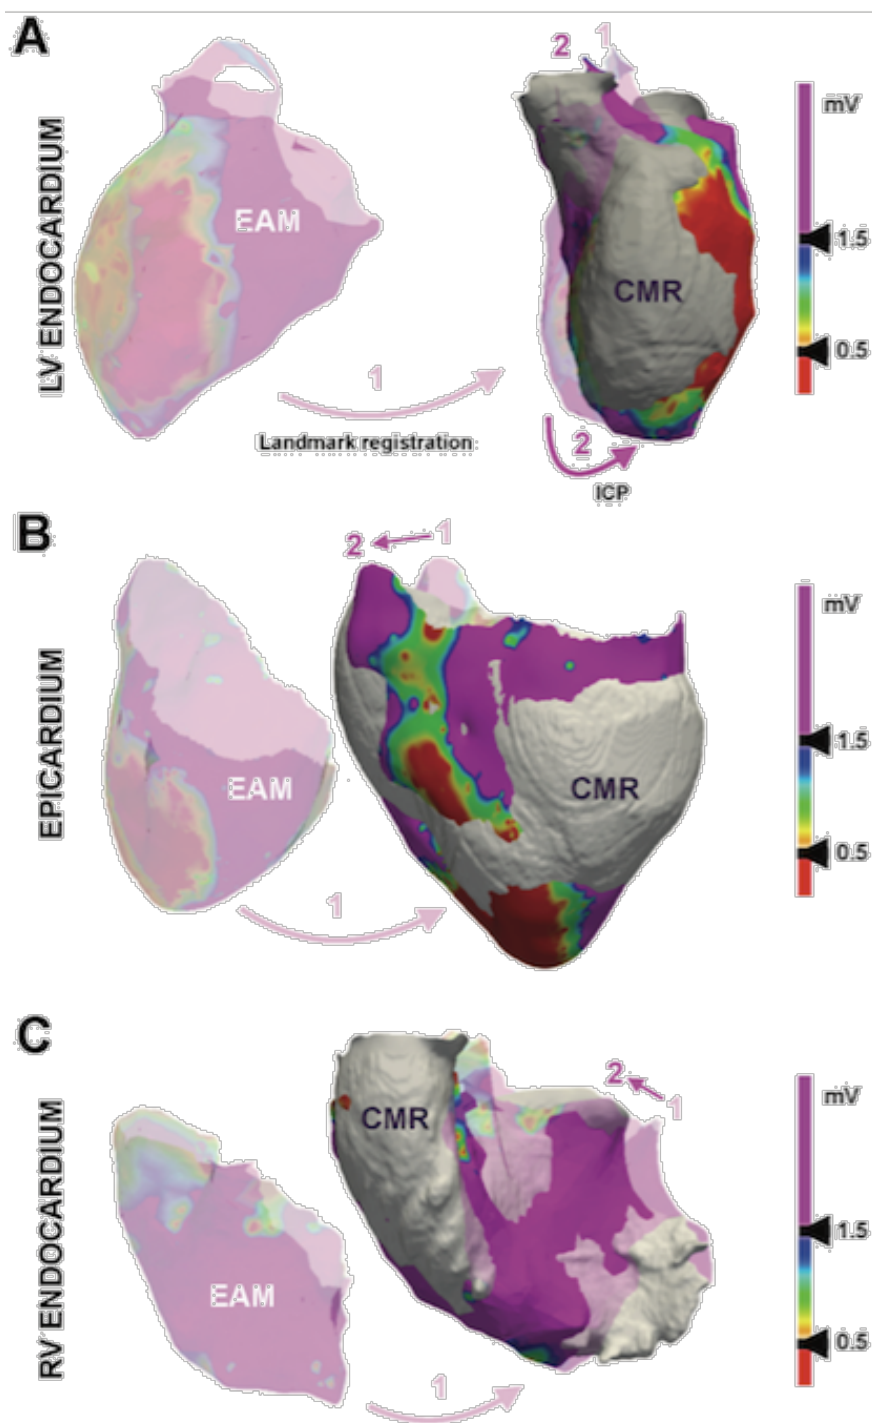 A
LV ENDOCARDIUM
EAM
2 1
CMR
mV
1.5
0.5
1
Landmark registration
2
ICP
B
EPICARDIUM
EAM
2 1
CMR
mV
1.5
0.5
1
C
RV ENDOCARDIUM
EAM
CMR
2
1
mV
1.5
0.5
1